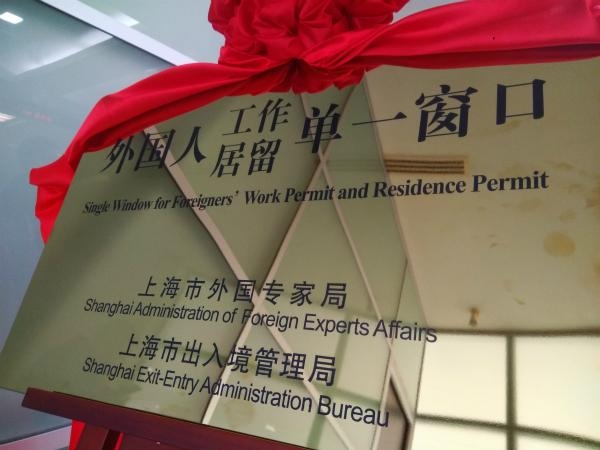 外国人工作居留单一窗口
Single Window for Foreigners' Work Permit and Residence Permit
上海市外国专家局
Shanghai Administration of Foreign Experts Affairs
上海市出入境管理局
Shanghai Exit-Entry Administration Bureau